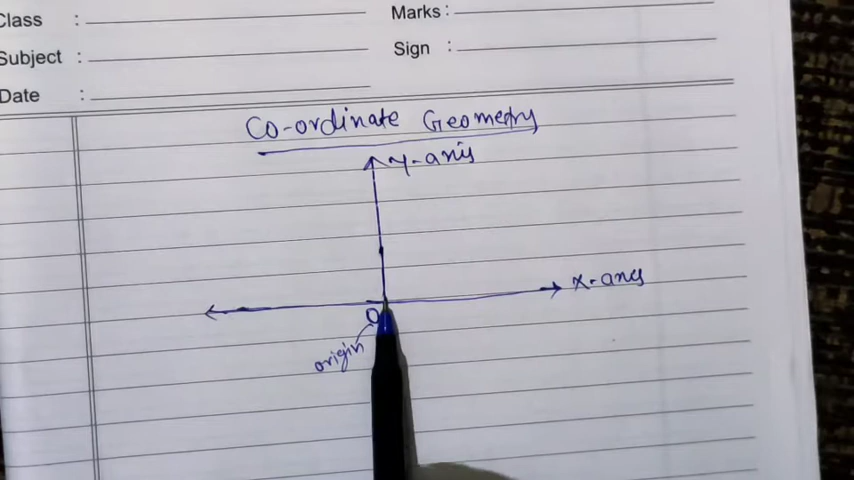 Class : Marks :
Subject : Sign :
Date :
Co-ordinate Geometry
y-axis
x-axis
O
origin